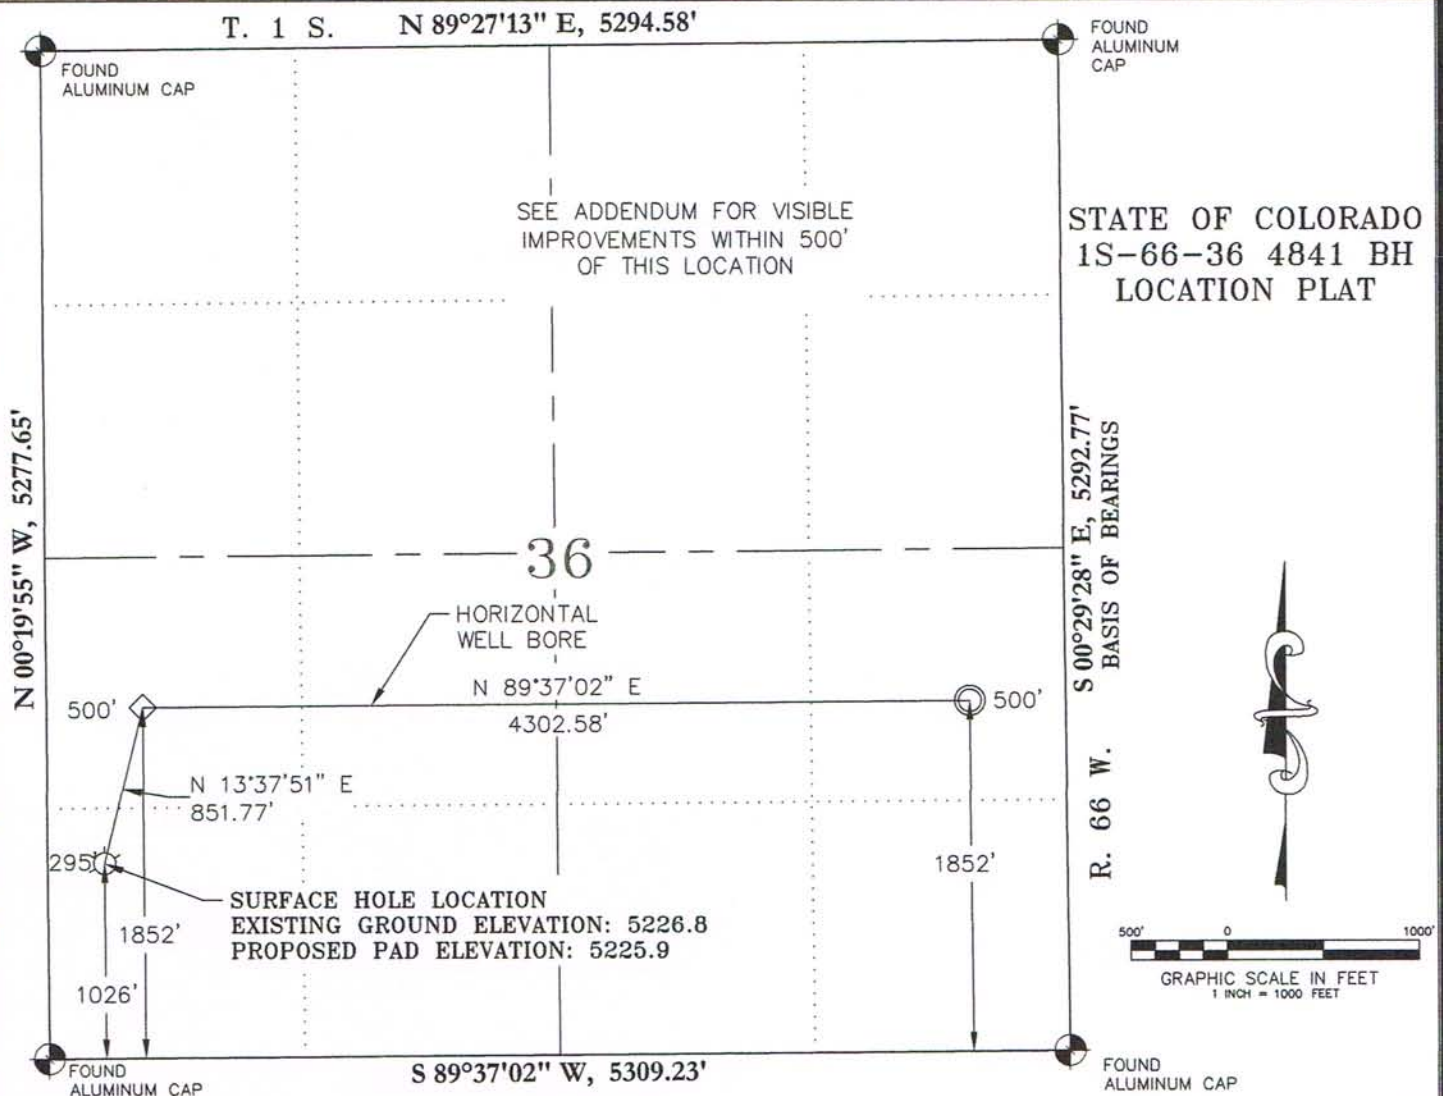 T. 1 S. N 89°27'13" E, 5294.58'
FOUND
ALUMINUM CAP
FOUND
ALUMINUM
CAP
SEE ADDENDUM FOR VISIBLE
IMPROVEMENTS WITHIN 500'
OF THIS LOCATION
STATE OF COLORADO
1S-66-36 4841 BH
LOCATION PLAT
N 00°19'55" W, 5277.65'
S 00°29'28" E, 5292.77'
BASIS OF BEARINGS
36
HORIZONTAL
WELL BORE
N 89°37'02" E
4302.58'
500'
500'
N 13°37'51" E
851.77'
R. 66 W.
295'
1852'
SURFACE HOLE LOCATION
EXISTING GROUND ELEVATION: 5226.8
PROPOSED PAD ELEVATION: 5225.9
1852'
1026'
500' 0 1000'
GRAPHIC SCALE IN FEET
1 INCH = 1000 FEET
FOUND
ALUMINUM CAP
S 89°37'02" W, 5309.23'
FOUND
ALUMINUM CAP